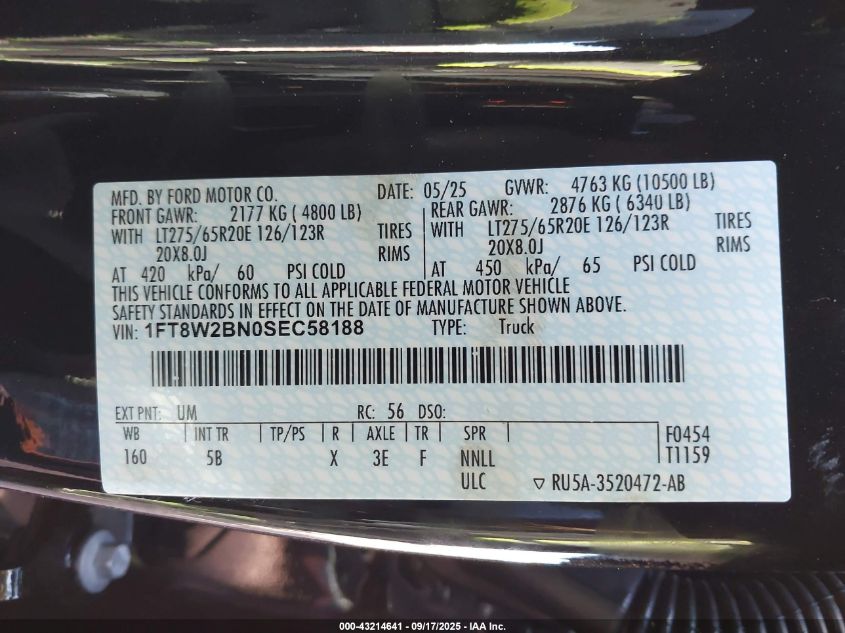 MFD. BY FORD MOTOR CO. DATE: 05/25 GVWR: 4763 KG (10500 LB)
FRONT GAWR: 2177 KG ( 4800 LB) REAR GAWR: 2876 KG ( 6340 LB)
WITH LT275/65R20E 126/123R TIRES WITH LT275/65R20E 126/123R TIRES
20X8.0J RIMS 20X8.0J RIMS
AT 420 kPa/ 60 PSI COLD AT 450 kPa/ 65 PSI COLD
THIS VEHICLE CONFORMS TO ALL APPLICABLE FEDERAL MOTOR VEHICLE
SAFETY STANDARDS IN EFFECT ON THE DATE OF MANUFACTURE SHOWN ABOVE.
VIN: 1FT8W2BN0SEC58188 TYPE: Truck
EXT PNT: UM RC: 56 DSO:
WB INT TR TP/PS R AXLE TR SPR F0454
160 5B X 3E F NNLL T1159
ULC RU5A-3520472-AB
000-43214641 - 09/17/2025 - IAA Inc.